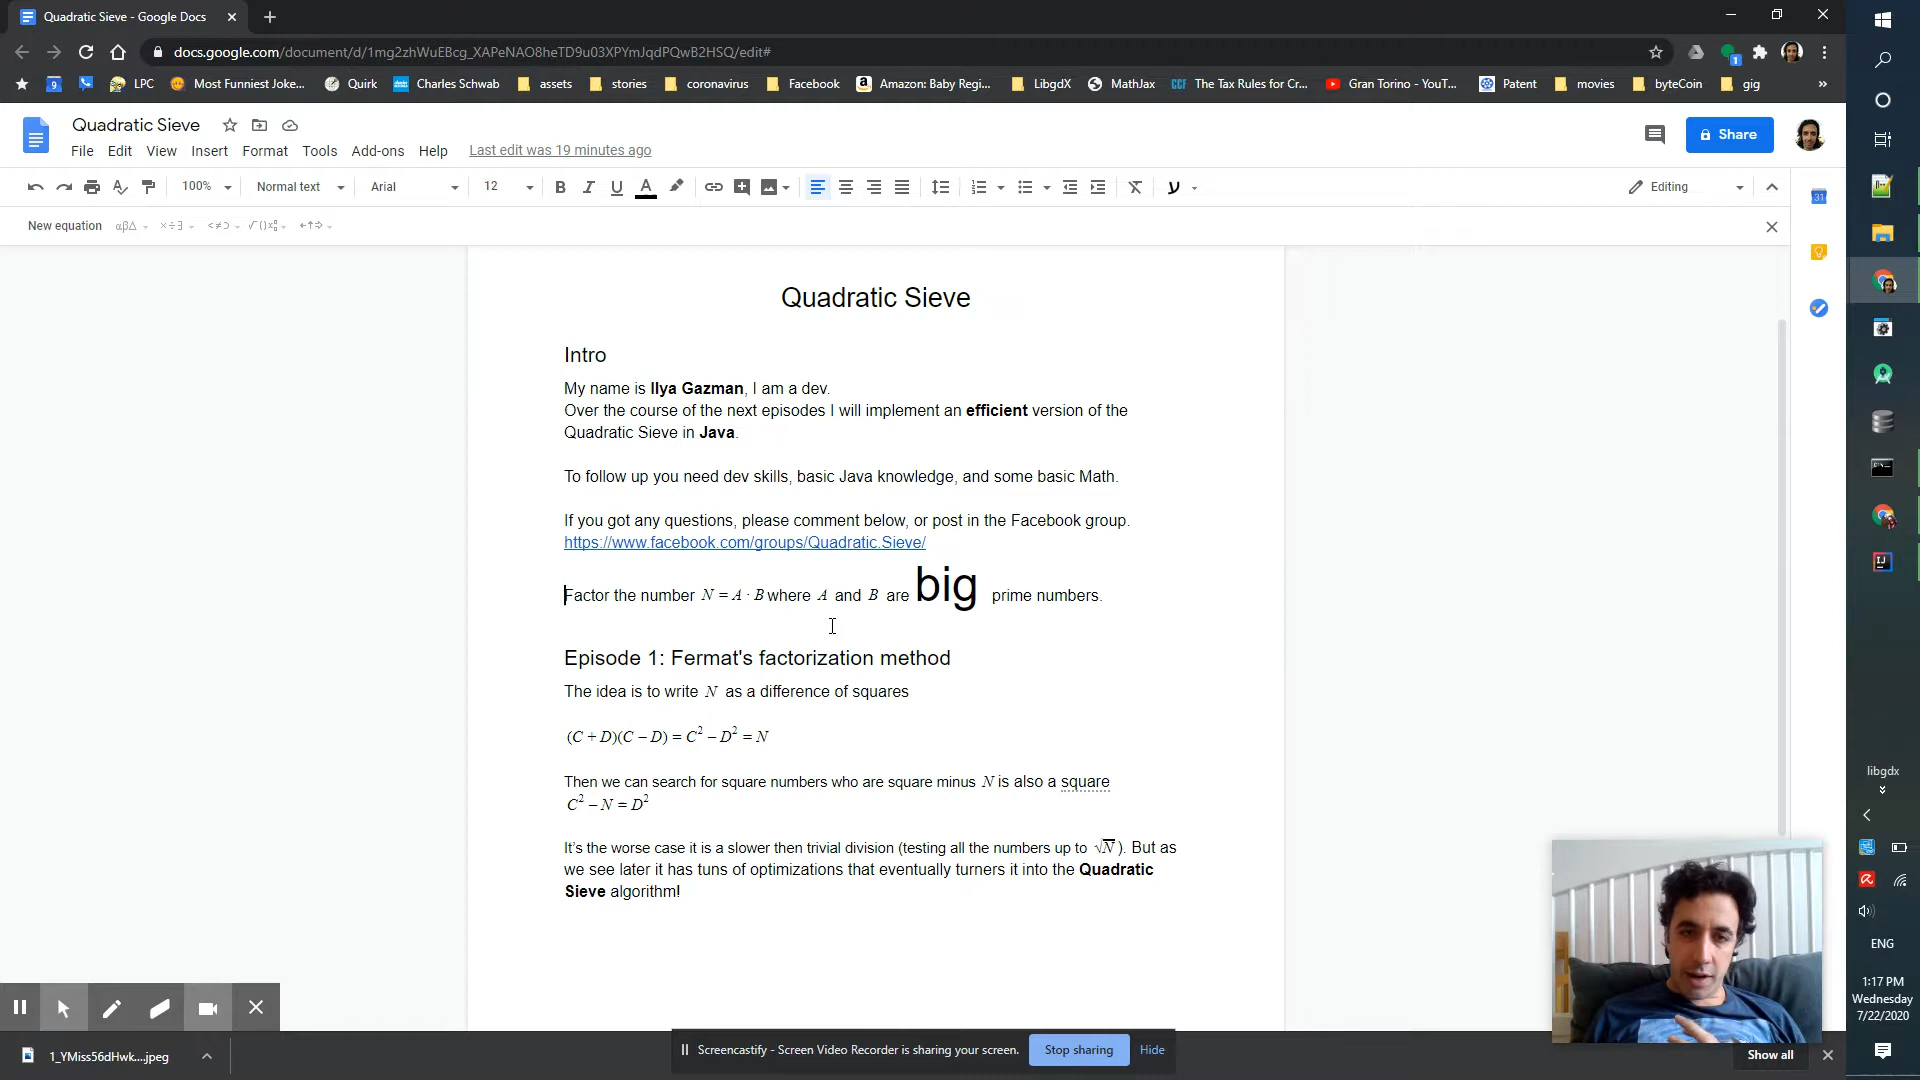 Quadratic Sieve - Google Docs
docs.google.com/document/d/1mg2zhWuEBcg_XAPeNAO8heTD9u03XPYmJqdPQwB2HSQ/edit#
9 LPC Most Funniest Joke... Quirk Charles Schwab assets stories coronavirus Facebook Amazon: Baby Regi... LibgdX MathJax CCF The Tax Rules for Cr... Gran Torino - YouT... Patent movies byteCoin gig »
Quadratic Sieve
Share
File Edit View Insert Format Tools Add-ons Help Last edit was 19 minutes ago
100% Normal text Arial 12 B I U A Editing
New equation αβΔ ×÷∃ <≠⊃
31
Quadratic Sieve
Intro
My name is Ilya Gazman, I am a dev.
Over the course of the next episodes I will implement an efficient version of the
Quadratic Sieve in Java.
To follow up you need dev skills, basic Java knowledge, and some basic Math.
If you got any questions, please comment below, or post in the Facebook group.
https://www.facebook.com/groups/Quadratic.Sieve/
Factor the number N = A · B where A and B are big prime numbers.
Episode 1: Fermat's factorization method
The idea is to write N as a difference of squares
(C + D)(C − D) = C² − D² = N
Then we can search for square numbers who are square minus N is also a square
C² − N = D²
It's the worse case it is a slower then trivial division (testing all the numbers up to √N). But as
we see later it has tuns of optimizations that eventually turners it into the Quadratic
Sieve algorithm!
libgdx
ENG
1:17 PM
Wednesday
7/22/2020
1_YMiss56dHwk....jpeg
Screencastify - Screen Video Recorder is sharing your screen. Stop sharing Hide
Show all